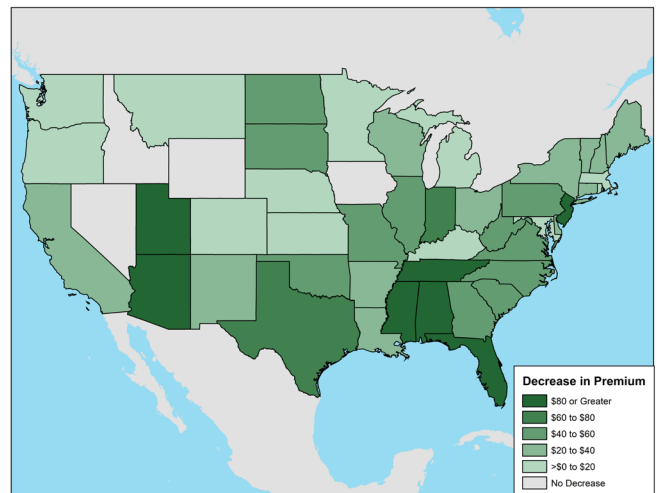 Decrease in Premium
$80 or Greater
$60 to $80
$40 to $60
$20 to $40
>$0 to $20
No Decrease